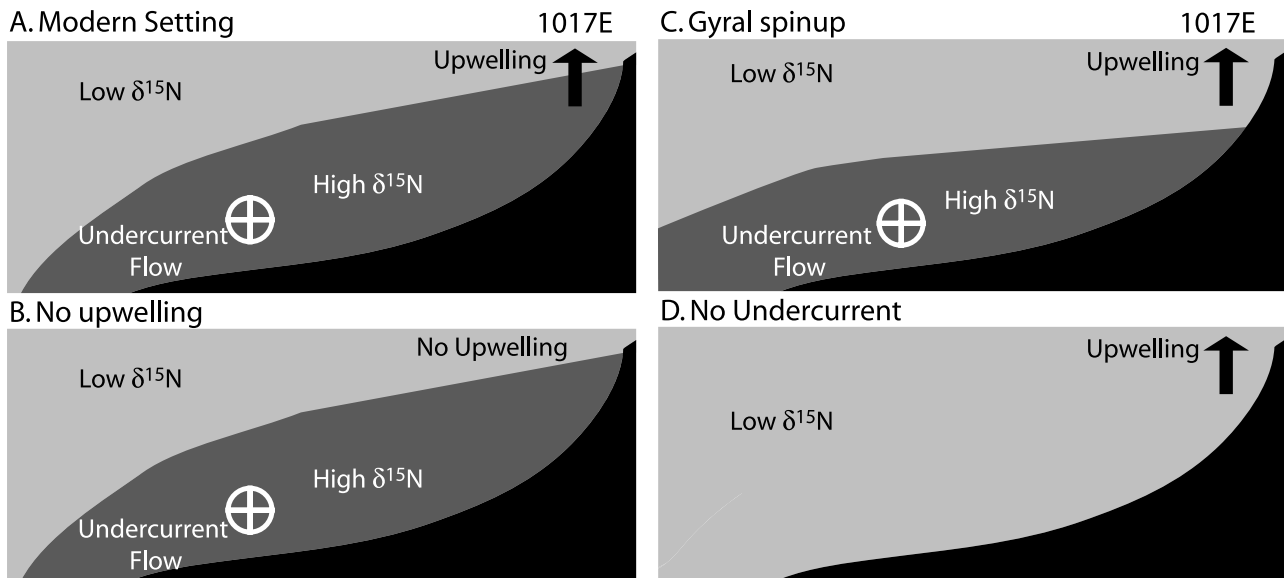 A. Modern Setting
1017E
Upwelling
Low δ¹⁵N
High δ¹⁵N
Undercurrent
Flow
B. No upwelling
No Upwelling
Low δ¹⁵N
High δ¹⁵N
Undercurrent
Flow
C. Gyral spinup
1017E
Upwelling
Low δ¹⁵N
High δ¹⁵N
Undercurrent
Flow
D. No Undercurrent
Upwelling
Low δ¹⁵N